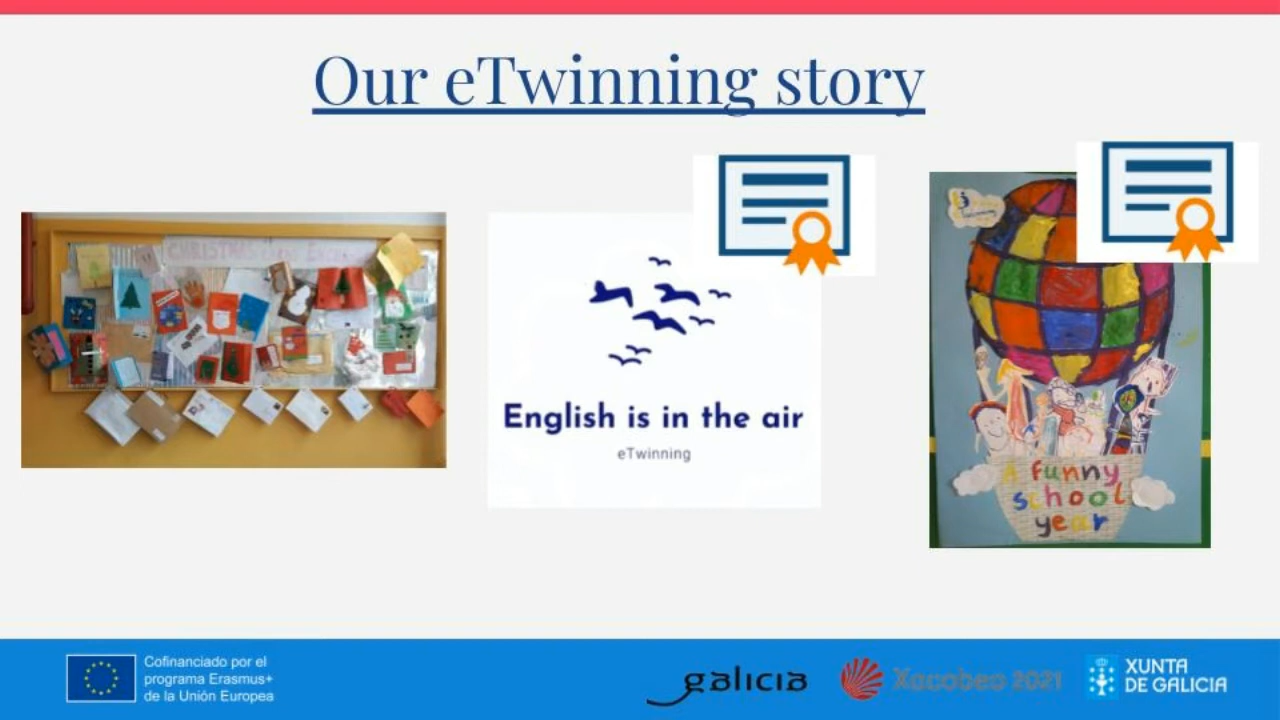 Our eTwinning story
CHRISTMAS
English is in the air
eTwinning
A funny
school
year
Cofinanciado por el
programa Erasmus+
de la Unión Europea
galicia
Xacobeo 2021
XUNTA
DE GALICIA